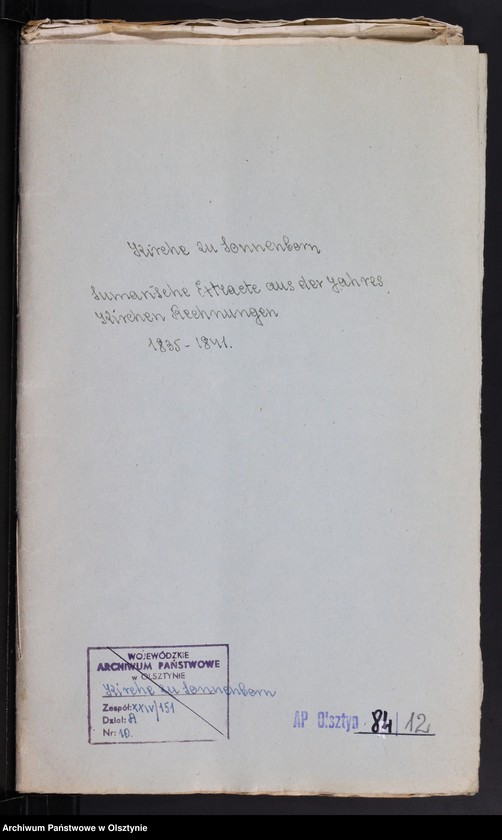 Kirche zu Sonnenborn
Sumarische Extracte aus der Jahres
Kirchen Rechnungen
1835-1841.
WOJEWÓDZKIE
ARCHIWUM PAŃSTWOWE
w OLSZTYNIE
Kirche zu Sonnenborn
Zespół: XXIV/151
Dział: A
Nr: 10.
AP Olsztyn 84/12
Archiwum Państwowe w Olsztynie